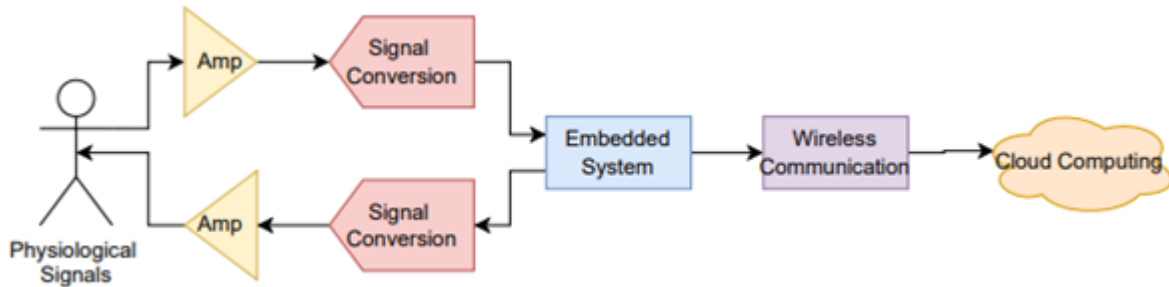 Amp
Signal
Conversion
Embedded
System
Wireless
Communication
Cloud Computing
Amp
Signal
Conversion
Physiological
Signals